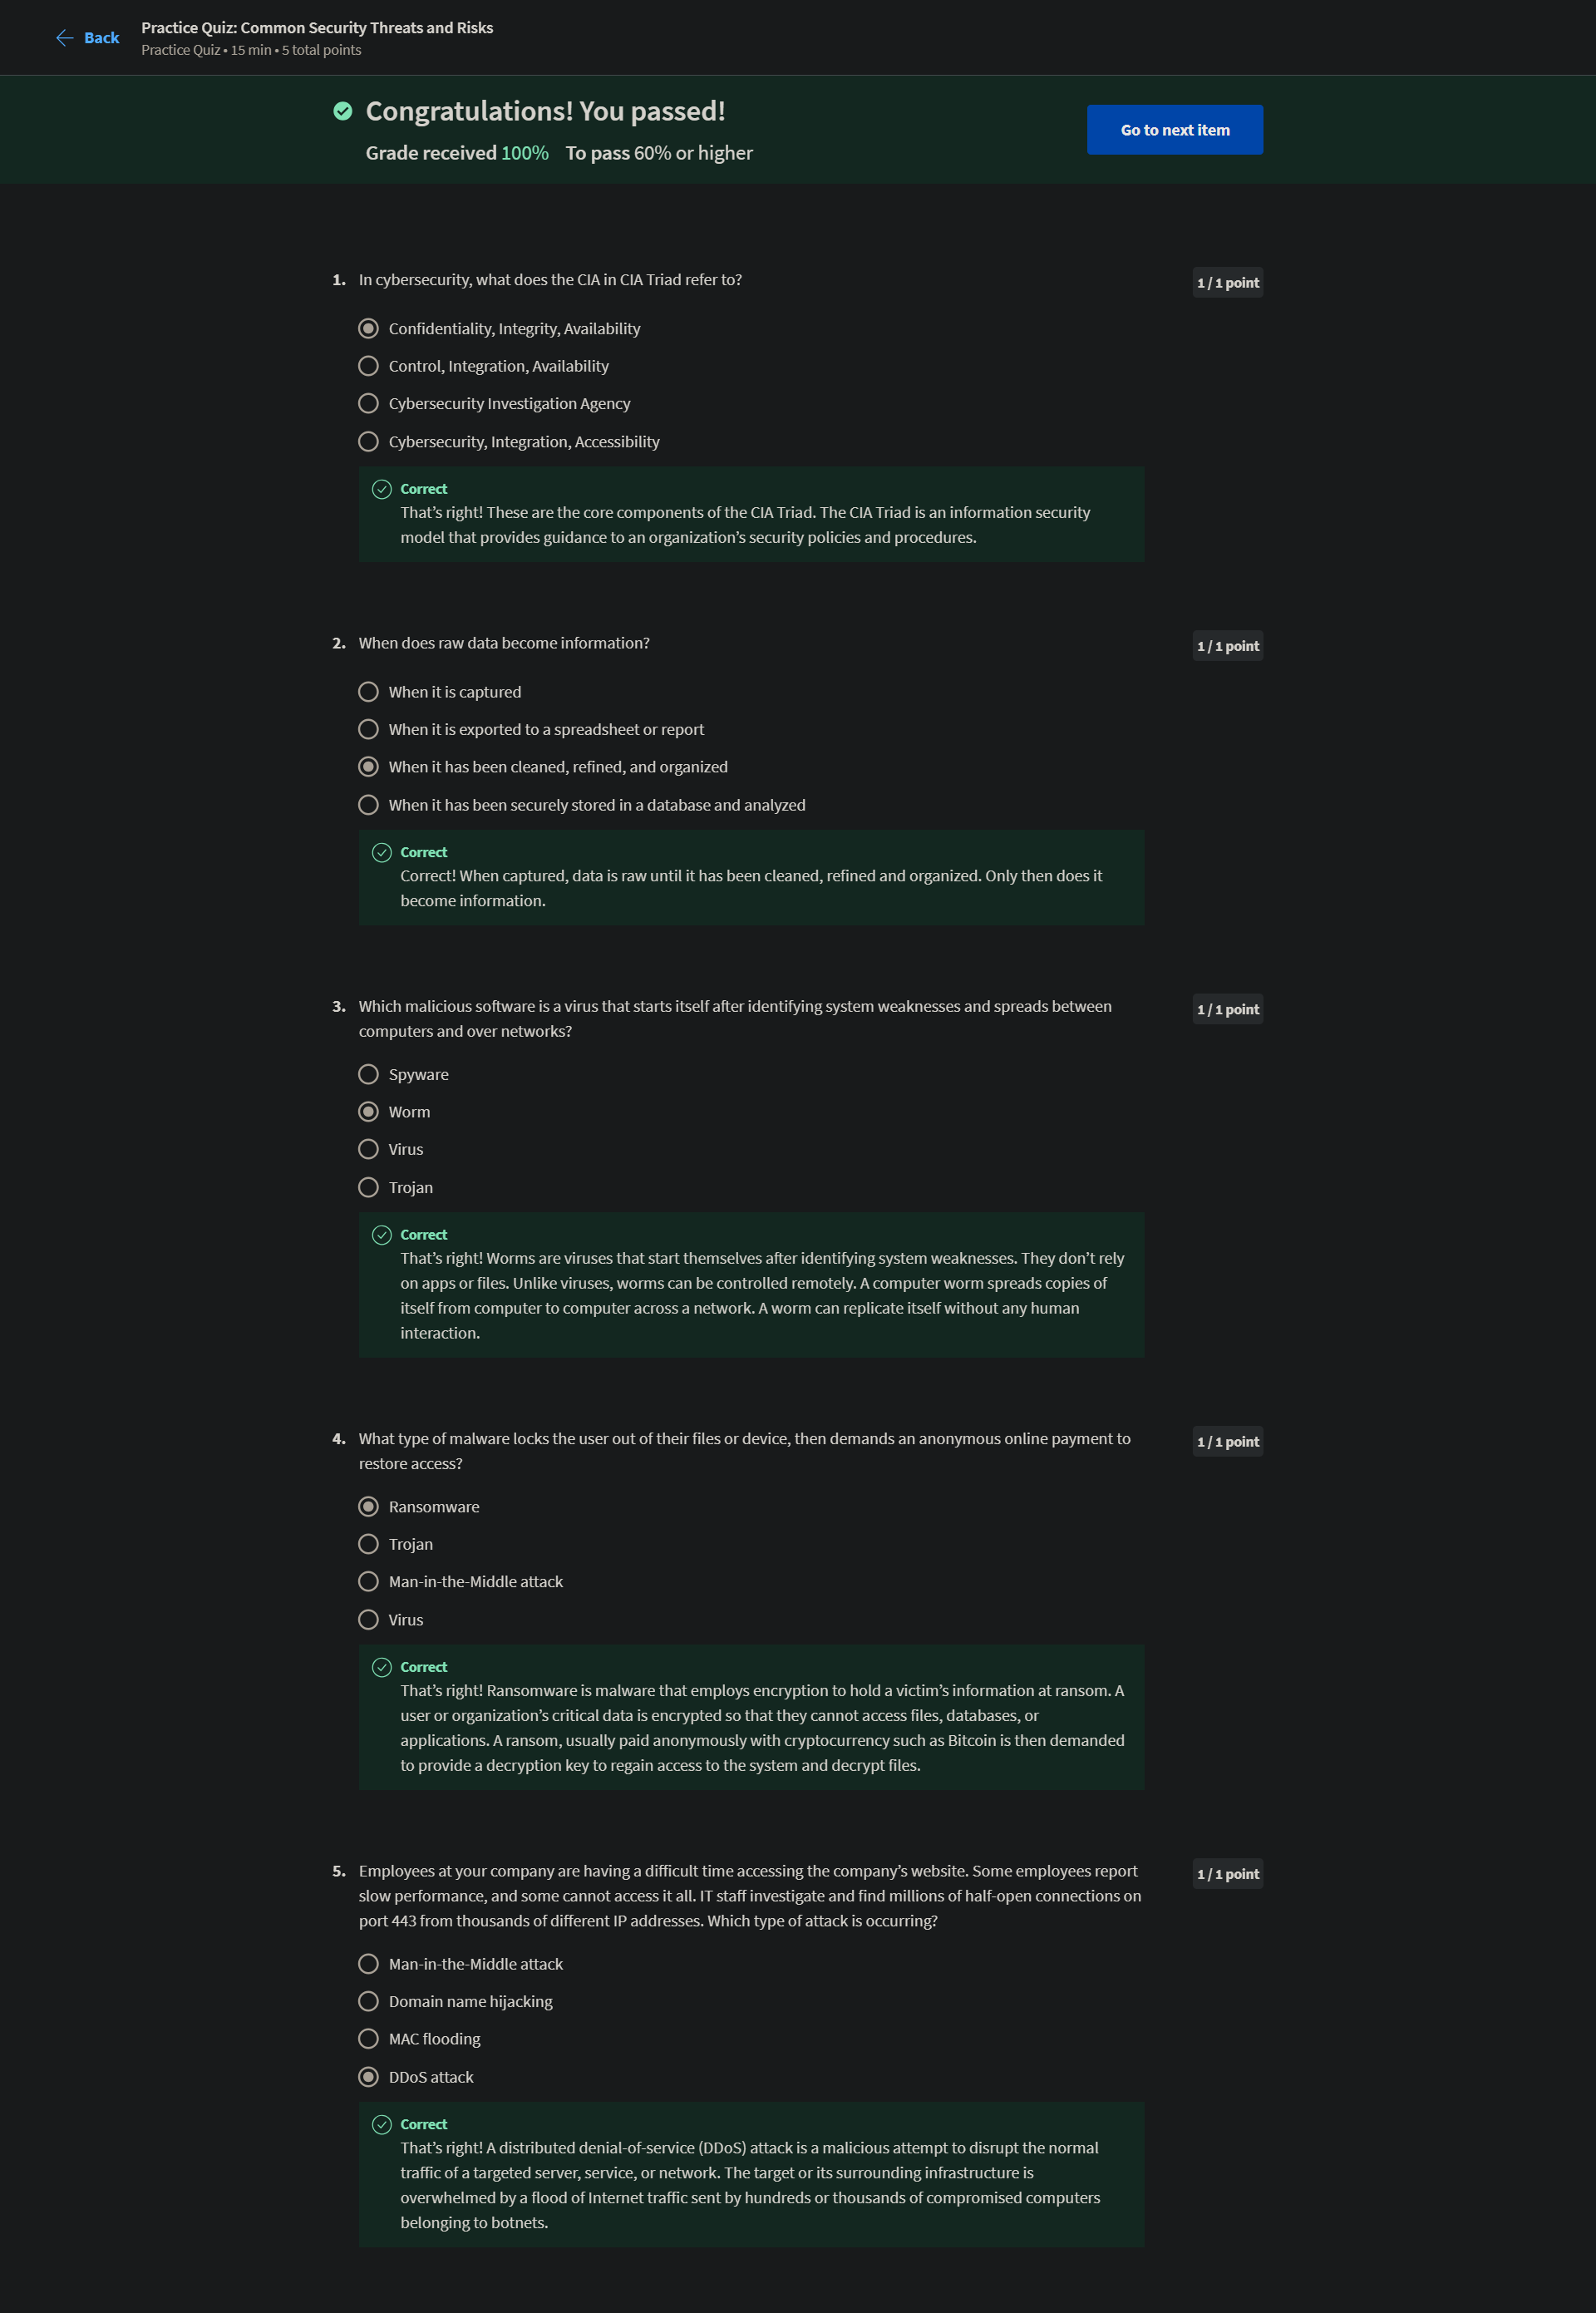 Back
Practice Quiz: Common Security Threats and Risks
Practice Quiz • 15 min • 5 total points
Congratulations! You passed!
Grade received 100% To pass 60% or higher
Go to next item
1. In cybersecurity, what does the CIA in CIA Triad refer to?
1 / 1 point
Confidentiality, Integrity, Availability
Control, Integration, Availability
Cybersecurity Investigation Agency
Cybersecurity, Integration, Accessibility
Correct
That’s right! These are the core components of the CIA Triad. The CIA Triad is an information security
model that provides guidance to an organization’s security policies and procedures.
2. When does raw data become information?
1 / 1 point
When it is captured
When it is exported to a spreadsheet or report
When it has been cleaned, refined, and organized
When it has been securely stored in a database and analyzed
Correct
Correct! When captured, data is raw until it has been cleaned, refined and organized. Only then does it
become information.
3. Which malicious software is a virus that starts itself after identifying system weaknesses and spreads between
computers and over networks?
1 / 1 point
Spyware
Worm
Virus
Trojan
Correct
That’s right! Worms are viruses that start themselves after identifying system weaknesses. They don’t rely
on apps or files. Unlike viruses, worms can be controlled remotely. A computer worm spreads copies of
itself from computer to computer across a network. A worm can replicate itself without any human
interaction.
4. What type of malware locks the user out of their files or device, then demands an anonymous online payment to
restore access?
1 / 1 point
Ransomware
Trojan
Man-in-the-Middle attack
Virus
Correct
That’s right! Ransomware is malware that employs encryption to hold a victim’s information at ransom. A
user or organization’s critical data is encrypted so that they cannot access files, databases, or
applications. A ransom, usually paid anonymously with cryptocurrency such as Bitcoin is then demanded
to provide a decryption key to regain access to the system and decrypt files.
5. Employees at your company are having a difficult time accessing the company’s website. Some employees report
slow performance, and some cannot access it all. IT staff investigate and find millions of half-open connections on
port 443 from thousands of different IP addresses. Which type of attack is occurring?
1 / 1 point
Man-in-the-Middle attack
Domain name hijacking
MAC flooding
DDoS attack
Correct
That’s right! A distributed denial-of-service (DDoS) attack is a malicious attempt to disrupt the normal
traffic of a targeted server, service, or network. The target or its surrounding infrastructure is
overwhelmed by a flood of Internet traffic sent by hundreds or thousands of compromised computers
belonging to botnets.